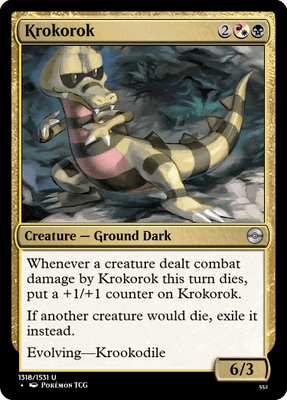 Krokorok 2
Creature — Ground Dark
Whenever a creature dealt combat
damage by Krokorok this turn dies,
put a +1/+1 counter on Krokorok.
If another creature would die, exile it
instead.
Evolving—Krookodile
6/3
1318/1531 U
Pokémon TCG